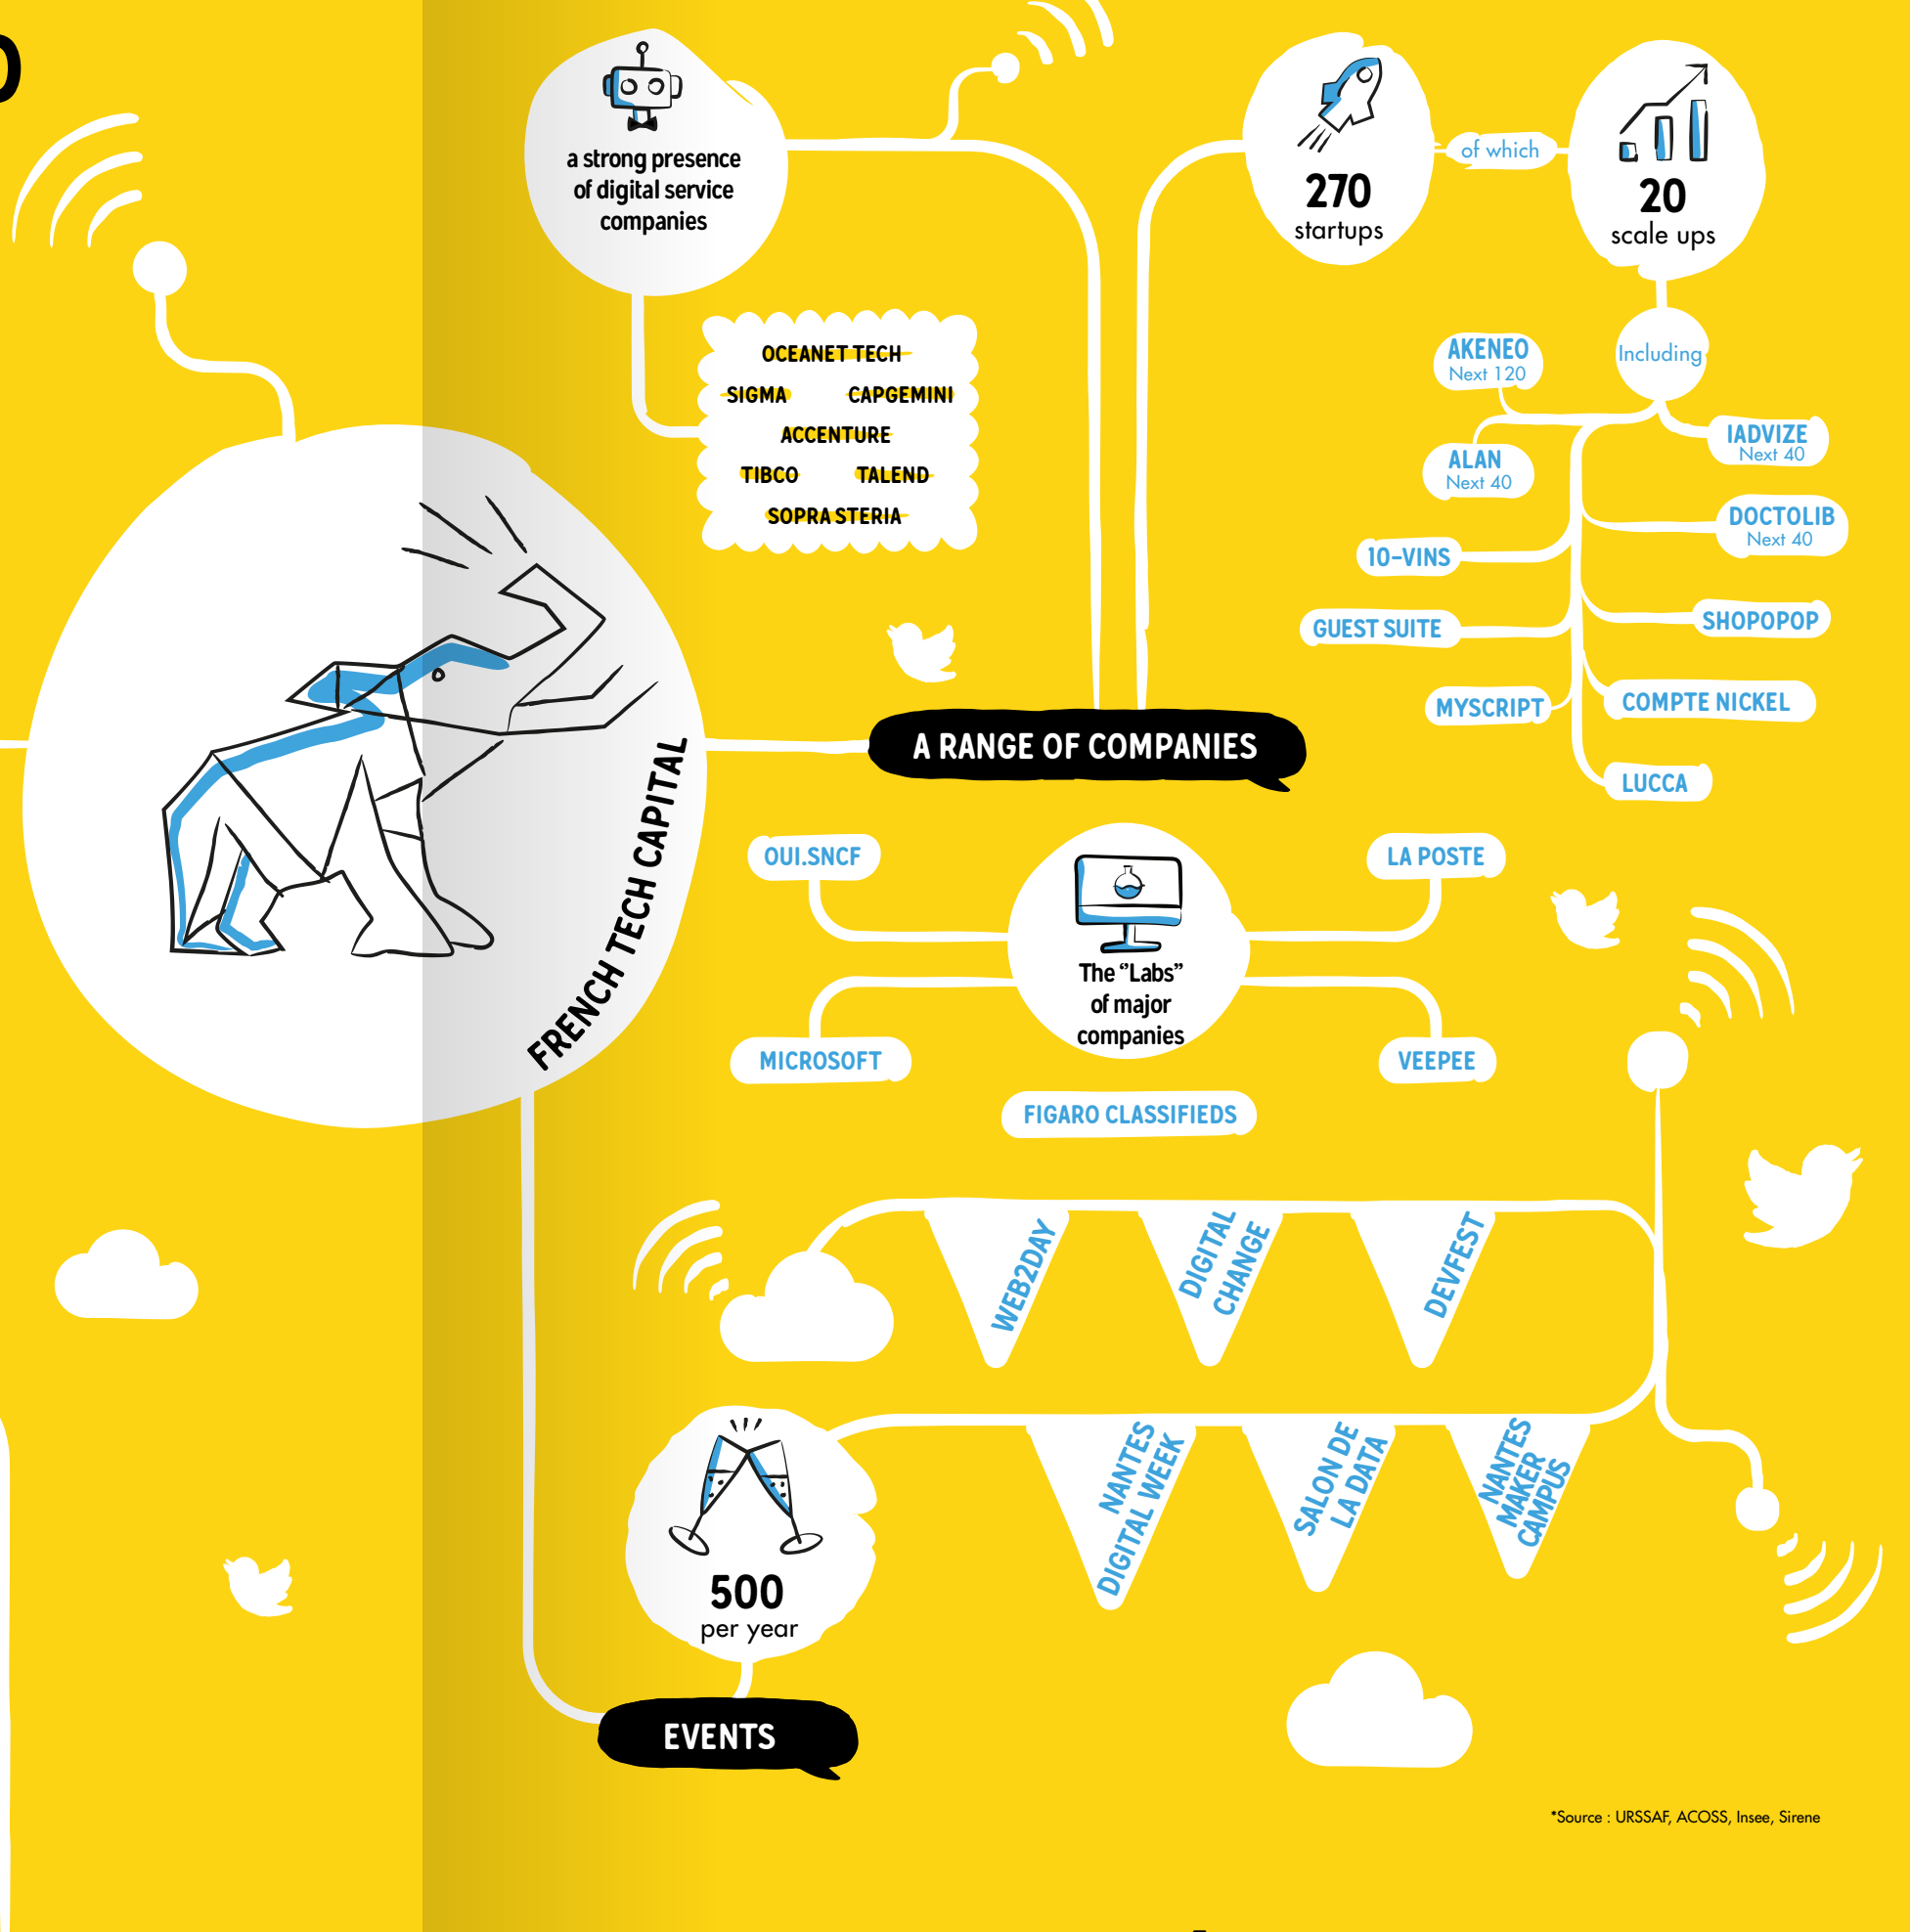 a strong presence
of digital service
companies
OCEANET TECH
SIGMA CAPGEMINI
ACCENTURE
TIBCO TALEND
SOPRA STERIA
270
startups
of which
20
scale ups
Including
AKENEO
Next 120
IADVIZE
Next 40
ALAN
Next 40
DOCTOLIB
Next 40
10-VINS
SHOPOPOP
GUEST SUITE
COMPTE NICKEL
MYSCRIPT
LUCCA
A RANGE OF COMPANIES
FRENCH TECH CAPITAL
OUI.SNCF
LA POSTE
The "Labs"
of major
companies
MICROSOFT
VEEPEE
FIGARO CLASSIFIEDS
WEB2DAY
DIGITAL
CHANGE
DEVFEST
NANTES
DIGITAL WEEK
SALON DE
LA DATA
NANTES
MAKER
CAMPUS
500
per year
EVENTS
*Source : URSSAF, ACOSS, Insee, Sirene